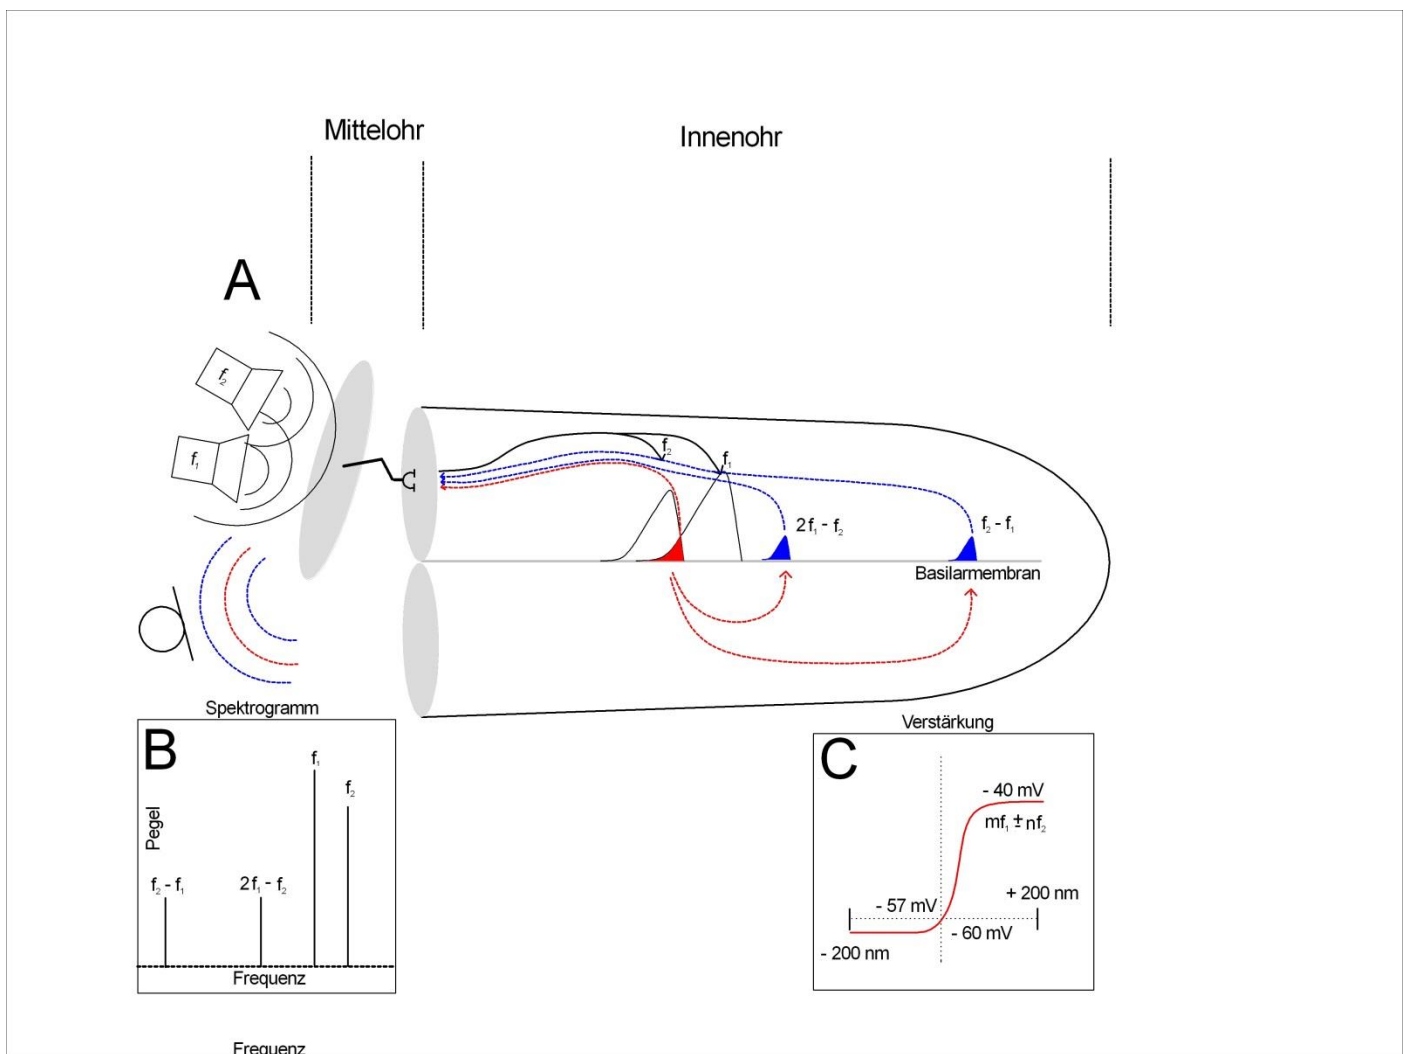 Mittelohr
Innenohr
A
f₂
f₁
f₂
f₁
2f₁ - f₂
f₂ - f₁
Basilarmembran
Spektrogramm
B
Pegel
f₁
f₂
f₂ - f₁
2f₁ - f₂
Frequenz
Verstärkung
C
- 40 mV
mf₁ ± nf₂
+ 200 nm
- 57 mV
- 60 mV
- 200 nm
Frequenz